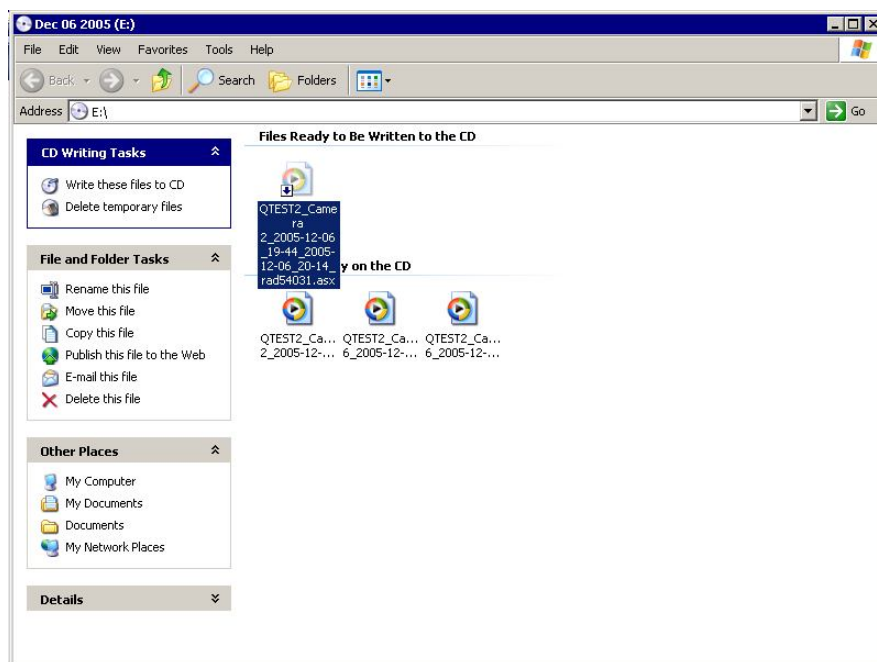 Dec 06 2005 (E:)
File Edit View Favorites Tools Help
Back Search Folders
Address E:\ Go
Files Ready to Be Written to the CD
CD Writing Tasks
Write these files to CD
Delete temporary files
QTEST2_Came
ra
2_2005-12-06
_19-44_2005-
12-06_20-14_
rad54031.asx
y on the CD
File and Folder Tasks
Rename this file
Move this file
Copy this file
Publish this file to the Web
E-mail this file
Delete this file
QTEST2_Ca... QTEST2_Ca... QTEST2_Ca...
2_2005-12-... 6_2005-12-... 6_2005-12-...
Other Places
My Computer
My Documents
Documents
My Network Places
Details